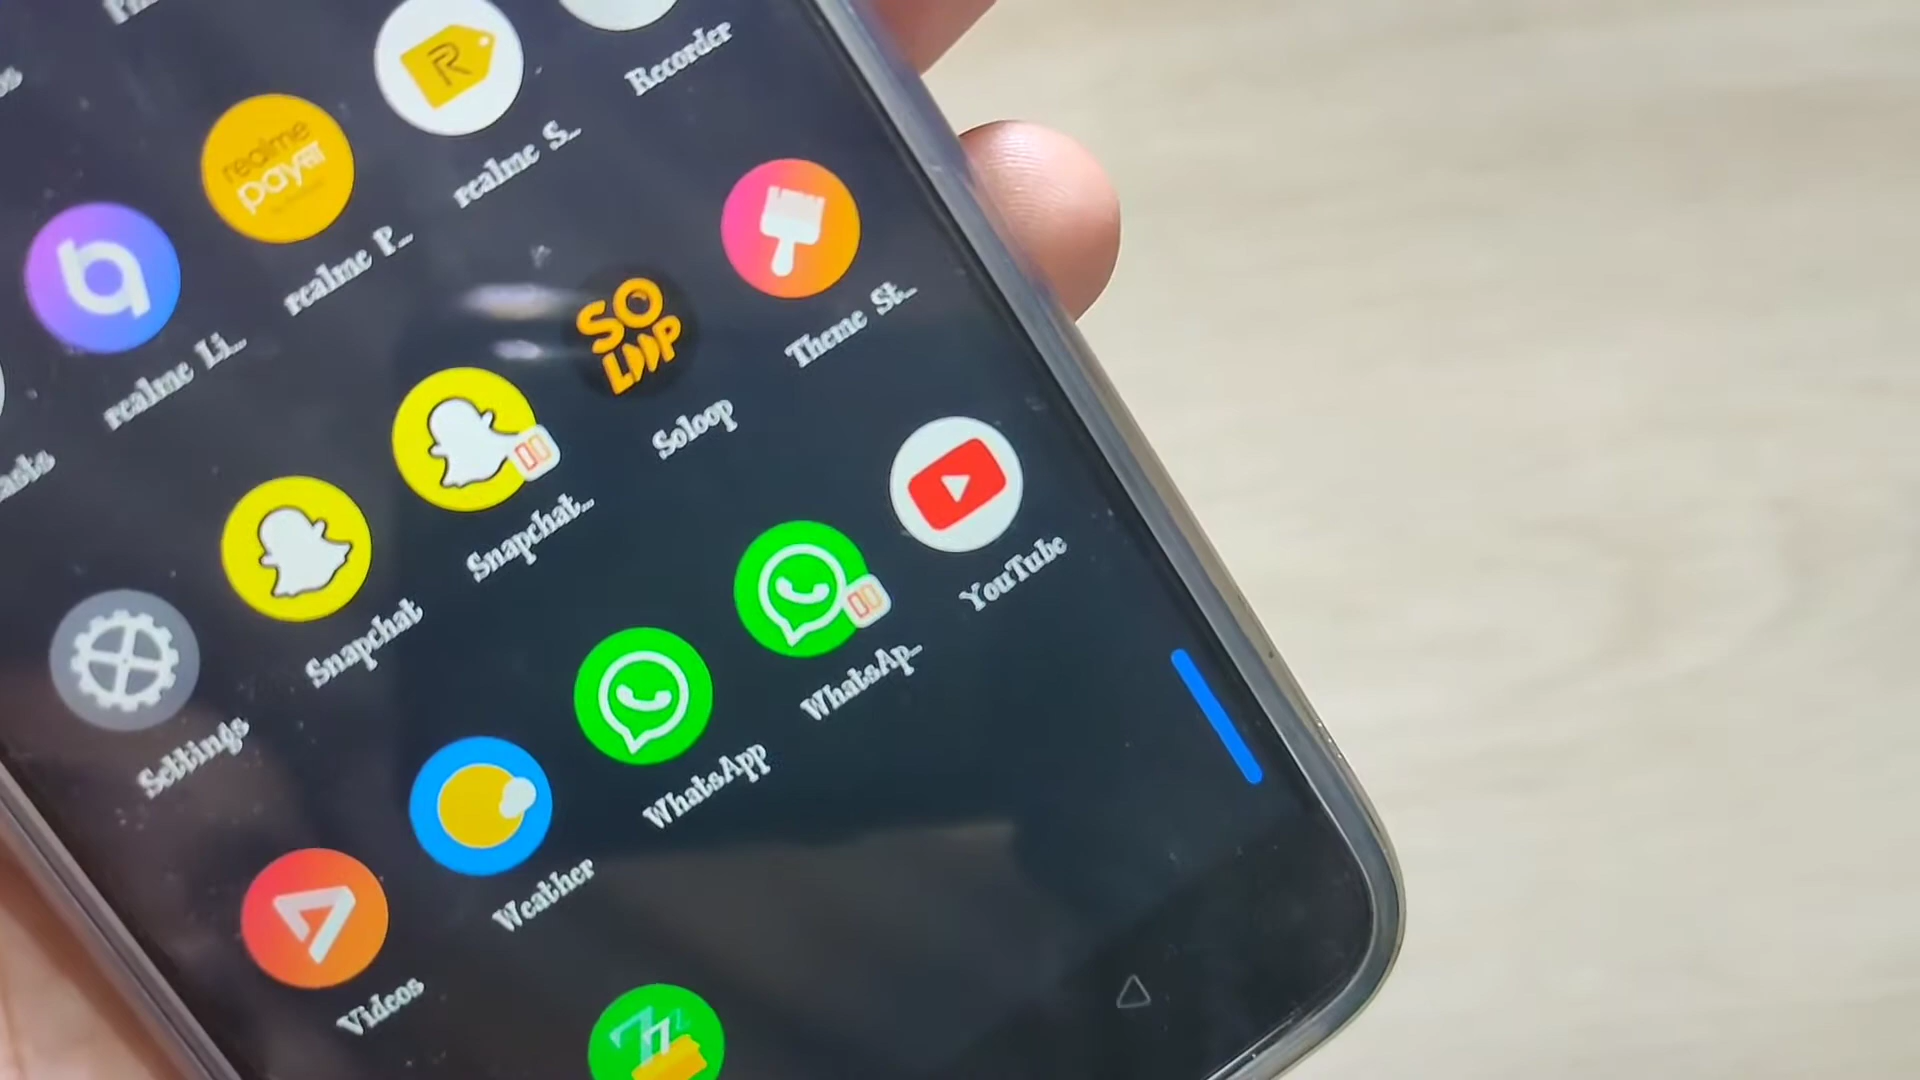 Recorder
R
realme S...
realme
pay
realme P...
realme Li...
Theme St...
SO
LOOP
Soloop
Snapchat...
Snapchat
Settings
YouTube
WhatsAp...
WhatsApp
Weather
Videos